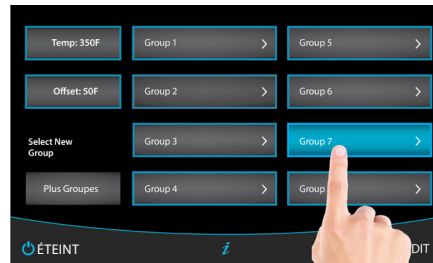 Temp: 350F
Group 1
Group 5
Offset: 50F
Group 2
Group 6
Select New
Group
Group 3
Group 7
Plus Groupes
Group 4
Group
ÉTEINT
i
DIT